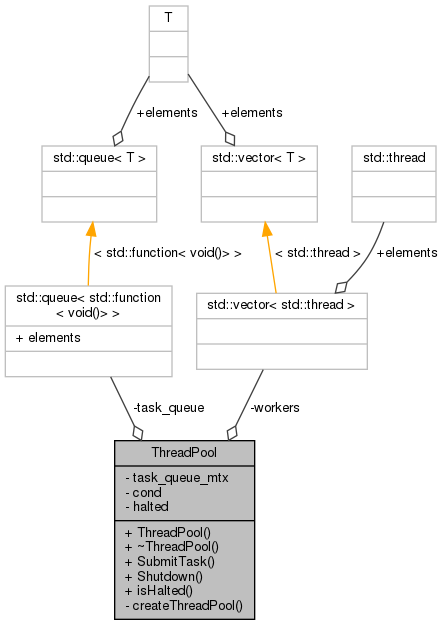 T
+elements
+elements
std::queue< T >
std::vector< T >
std::thread
< std::function< void()> >
< std::thread >
+elements
std::queue< std::function
< void()> >
+ elements
std::vector< std::thread >
-task_queue
-workers
ThreadPool
- task_queue_mtx
- cond
- halted
+ ThreadPool()
+ ~ThreadPool()
+ SubmitTask()
+ Shutdown()
+ isHalted()
- createThreadPool()